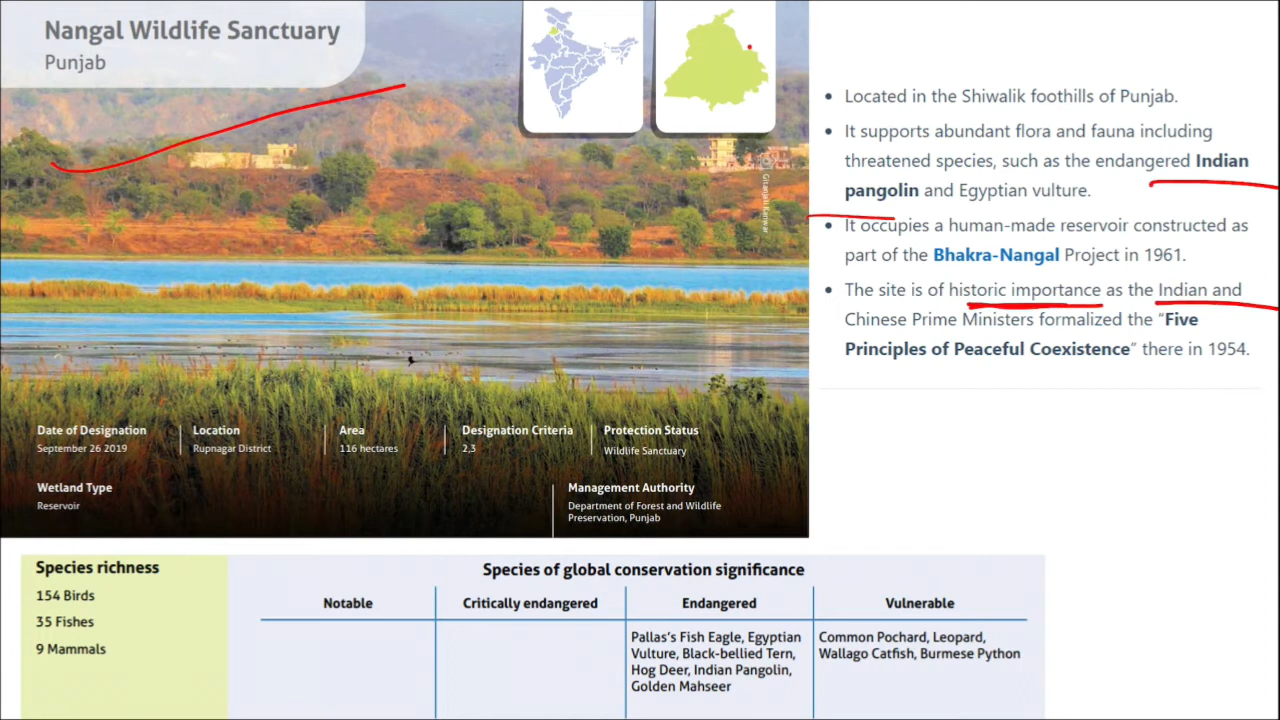 Nangal Wildlife Sanctuary
Punjab
Gitanjali Kanwar
Date of Designation
September 26 2019
Location
Rupnagar District
Area
116 hectares
Designation Criteria
2,3
Protection Status
Wildlife Sanctuary
Wetland Type
Reservoir
Management Authority
Department of Forest and Wildlife
Preservation, Punjab
• Located in the Shiwalik foothills of Punjab.
• It supports abundant flora and fauna including
threatened species, such as the endangered Indian
pangolin and Egyptian vulture.
• It occupies a human-made reservoir constructed as
part of the Bhakra-Nangal Project in 1961.
• The site is of historic importance as the Indian and
Chinese Prime Ministers formalized the “Five
Principles of Peaceful Coexistence” there in 1954.
Species richness
154 Birds
35 Fishes
9 Mammals
Species of global conservation significance
Notable
Critically endangered
Endangered
Vulnerable
Pallas's Fish Eagle, Egyptian
Vulture, Black-bellied Tern,
Hog Deer, Indian Pangolin,
Golden Mahseer
Common Pochard, Leopard,
Wallago Catfish, Burmese Python